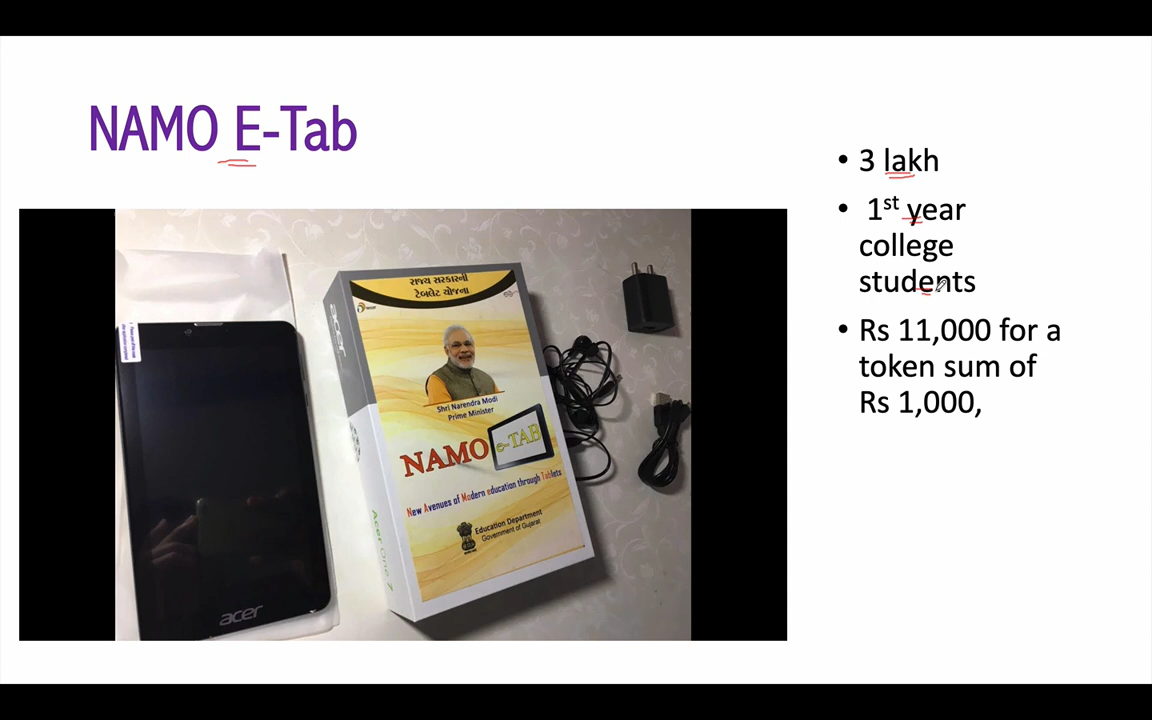 NAMO E-Tab
• 3 lakh
• 1st year
college
students
• Rs 11,000 for a
token sum of
Rs 1,000,
રાજ્ય સરકારની
ટેબલેટ યોજના
acer
Shri Narendra Modi
Prime Minister
NAMO e-TAB
New Avenues of Modern education through Tablets
Education Department
Government of Gujarat
Acer One 7
acer